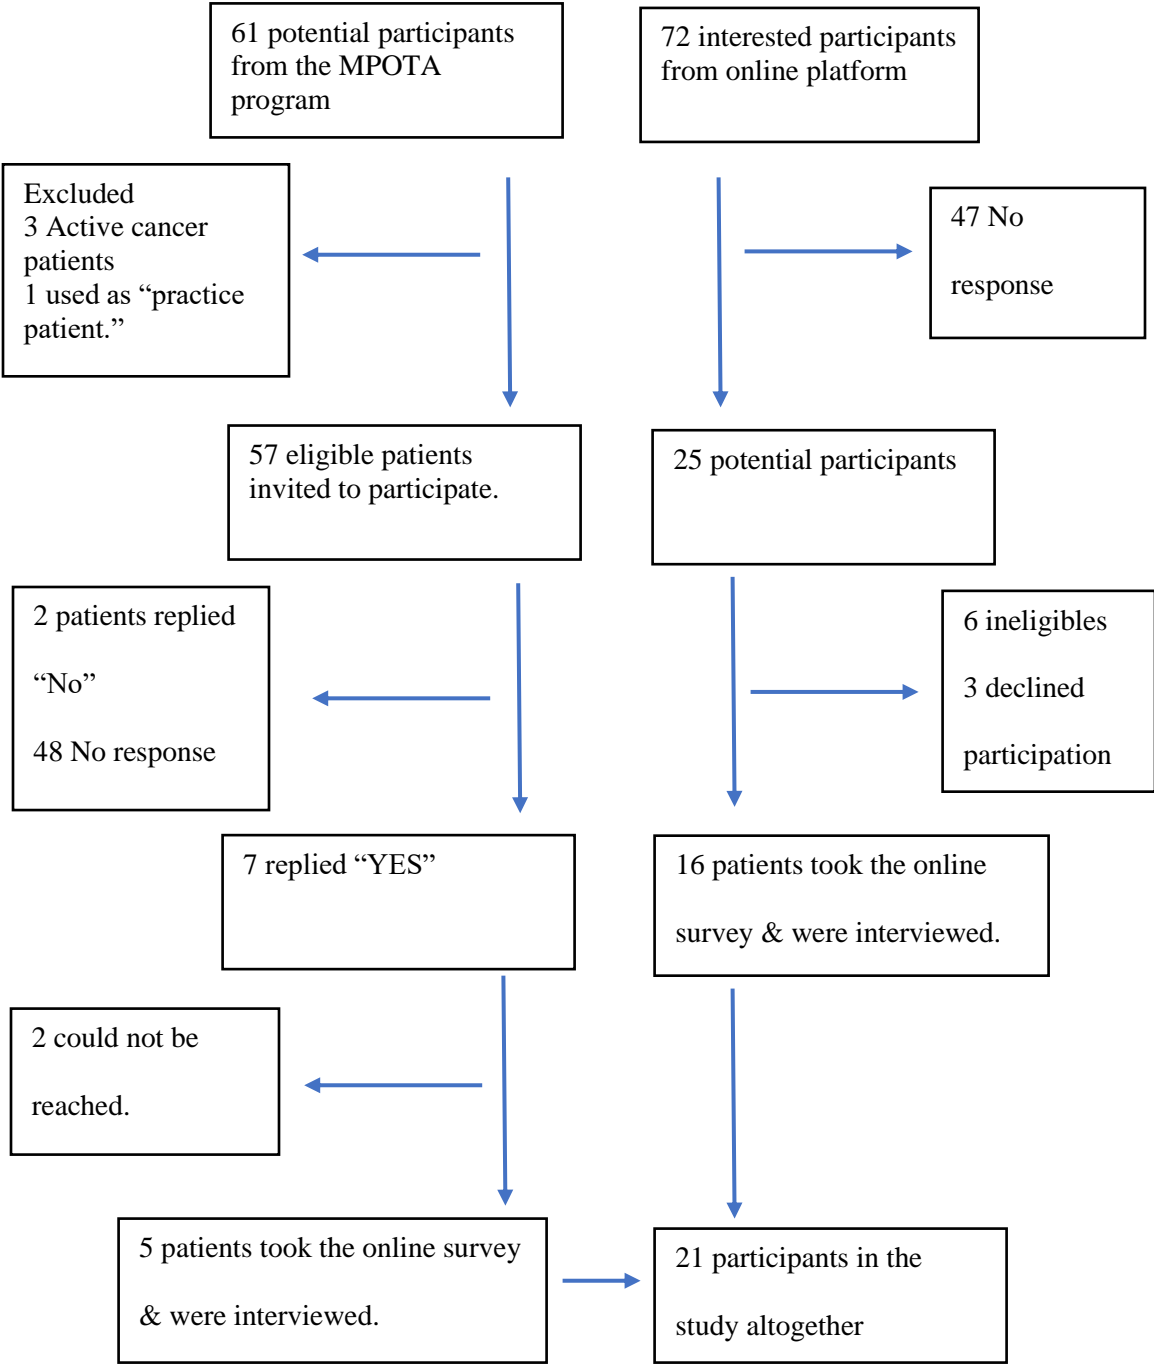 61 potential participants
from the MPOTA
program
72 interested participants
from online platform
Excluded
3 Active cancer
patients
1 used as “practice
patient.”
47 No
response
57 eligible patients
invited to participate.
25 potential participants
2 patients replied
“No”
48 No response
6 ineligibles
3 declined
participation
7 replied “YES”
16 patients took the online
survey & were interviewed.
2 could not be
reached.
5 patients took the online survey
& were interviewed.
21 participants in the
study altogether